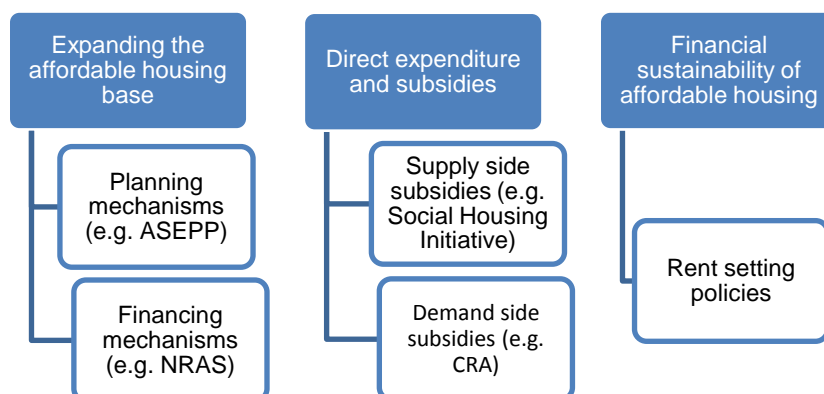 Expanding the
affordable housing
base
Planning
mechanisms
(e.g. ASEPP)
Financing
mechanisms
(e.g. NRAS)
Direct expenditure
and subsidies
Supply side
subsidies (e.g.
Social Housing
Initiative)
Demand side
subsidies (e.g.
CRA)
Financial
sustainability of
affordable housing
Rent setting
policies